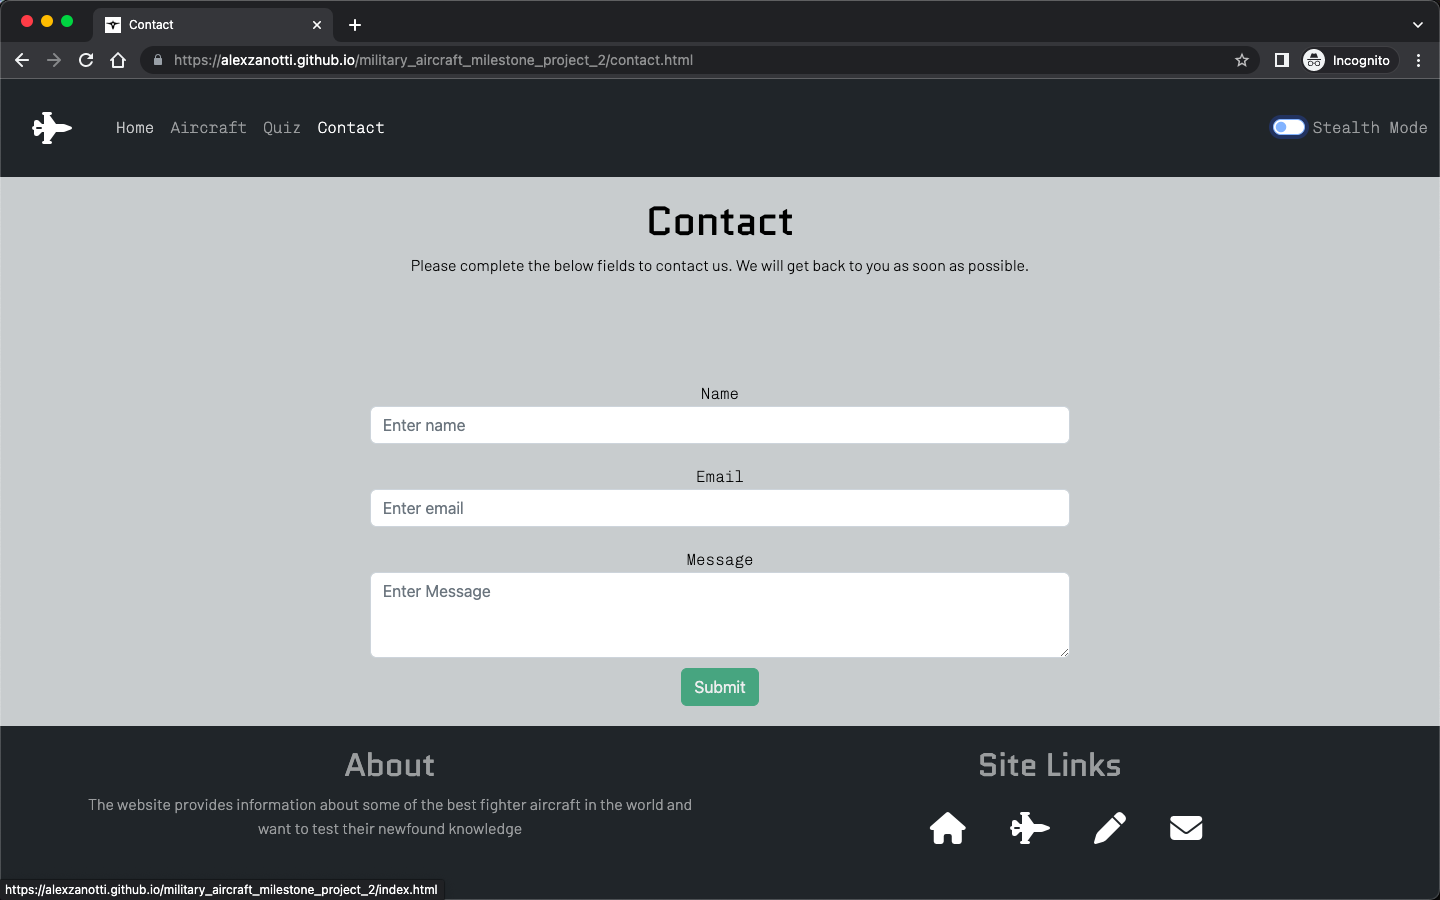 Contact
https://alexzanotti.github.io/military_aircraft_milestone_project_2/contact.html
Incognito
Home Aircraft Quiz Contact
Stealth Mode
Contact
Please complete the below fields to contact us. We will get back to you as soon as possible.
Name
Enter name
Email
Enter email
Message
Enter Message
Submit
About
The website provides information about some of the best fighter aircraft in the world and
want to test their newfound knowledge
Site Links
https://alexzanotti.github.io/military_aircraft_milestone_project_2/index.html